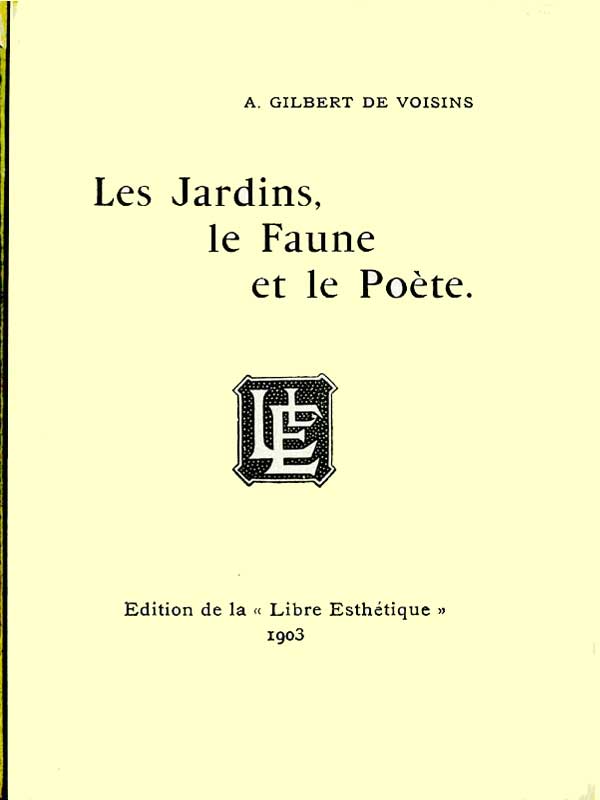 A. GILBERT DE VOISINS
Les Jardins,
le Faune
et le Poète.
LE
Edition de la « Libre Esthétique »
1903